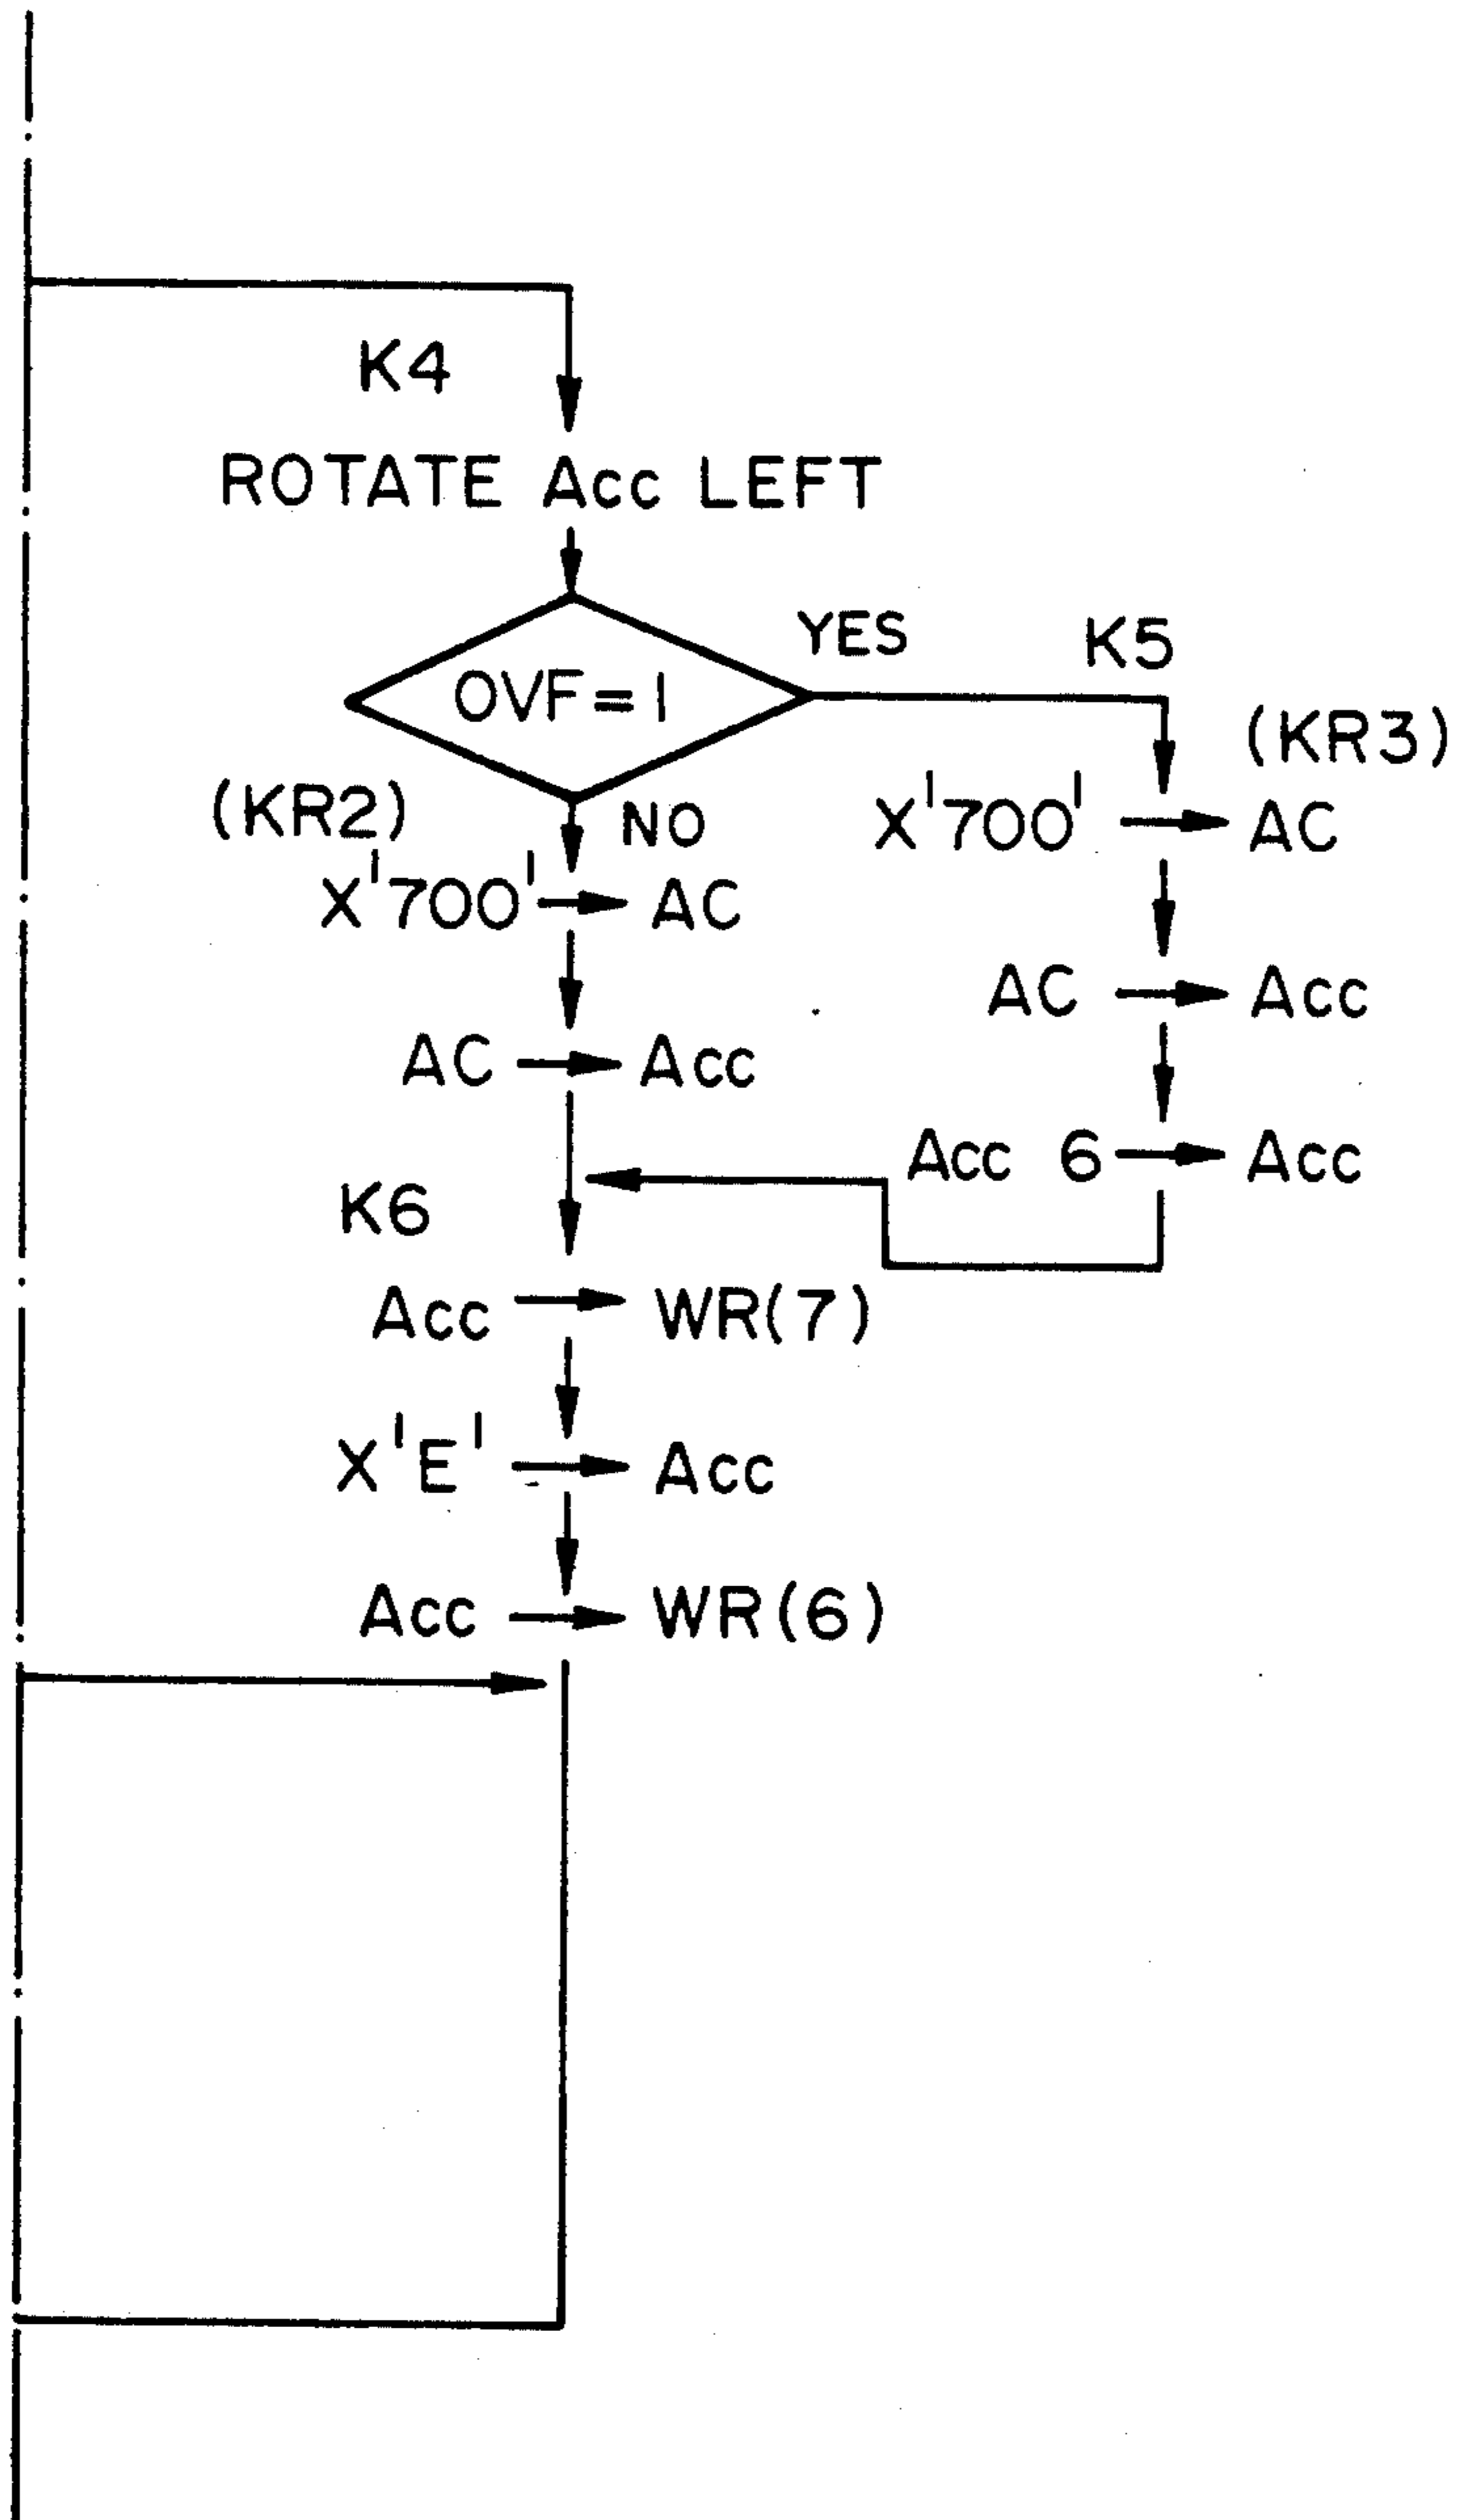 K4
ROTATE Acc LEFT
YES
K5
OVF=1
(KR3)
(KR2)
NO
X'700' → AC
X'700' → AC
AC → Acc
AC → Acc
Acc 6 → Acc
K6
Acc → WR(7)
X'E' → Acc
Acc → WR(6)